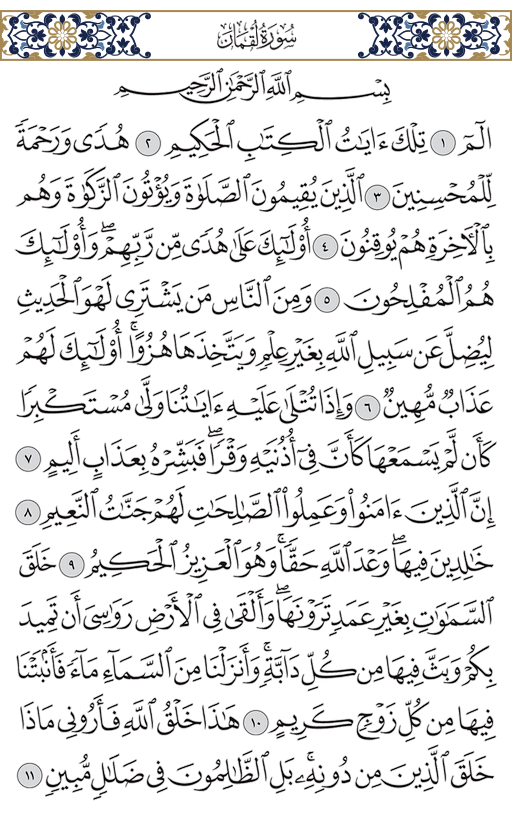 سُورَةُ لُقْمَان
بِسْمِ ٱللَّهِ ٱلرَّحْمَٰنِ ٱلرَّحِيمِ
الٓمٓ ١ تِلْكَ ءَايَٰتُ ٱلْكِتَٰبِ ٱلْحَكِيمِ ٢ هُدًى وَرَحْمَةً
لِّلْمُحْسِنِينَ ٣ ٱلَّذِينَ يُقِيمُونَ ٱلصَّلَوٰةَ وَيُؤْتُونَ ٱلزَّكَوٰةَ وَهُم
بِٱلْءَاخِرَةِ هُمْ يُوقِنُونَ ٤ أُوْلَٰٓئِكَ عَلَىٰ هُدًى مِّن رَّبِّهِمْۖ وَأُوْلَٰٓئِكَ
هُمُ ٱلْمُفْلِحُونَ ٥ وَمِنَ ٱلنَّاسِ مَن يَشْتَرِى لَهْوَ ٱلْحَدِيثِ
لِيُضِلَّ عَن سَبِيلِ ٱللَّهِ بِغَيْرِ عِلْمٍ وَيَتَّخِذَهَا هُزُوًاۚ أُوْلَٰٓئِكَ لَهُمْ
عَذَابٌ مُّهِينٌ ٦ وَإِذَا تُتْلَىٰ عَلَيْهِ ءَايَٰتُنَا وَلَّىٰ مُسْتَكْبِرًا
كَأَن لَّمْ يَسْمَعْهَا كَأَنَّ فِىٓ أُذُنَيْهِ وَقْرًاۖ فَبَشِّرْهُ بِعَذَابٍ أَلِيمٍ ٧
إِنَّ ٱلَّذِينَ ءَامَنُوا۟ وَعَمِلُوا۟ ٱلصَّٰلِحَٰتِ لَهُمْ جَنَّٰتُ ٱلنَّعِيمِ ٨
خَٰلِدِينَ فِيهَاۖ وَعْدَ ٱللَّهِ حَقًّاۚ وَهُوَ ٱلْعَزِيزُ ٱلْحَكِيمُ ٩ خَلَقَ
ٱلسَّمَٰوَٰتِ بِغَيْرِ عَمَدٍ تَرَوْنَهَاۖ وَأَلْقَىٰ فِى ٱلْأَرْضِ رَوَٰسِىَ أَن تَمِيدَ
بِكُمْ وَبَثَّ فِيهَا مِن كُلِّ دَآبَّةٍۚ وَأَنزَلْنَا مِنَ ٱلسَّمَآءِ مَآءً فَأَنۢبَتْنَا
فِيهَا مِن كُلِّ زَوْجٍ كَرِيمٍ ١٠ هَٰذَا خَلْقُ ٱللَّهِ فَأَرُونِى مَاذَا
خَلَقَ ٱلَّذِينَ مِن دُونِهِۦۚ بَلِ ٱلظَّٰلِمُونَ فِى ضَلَٰلٍ مُّبِينٍ ١١